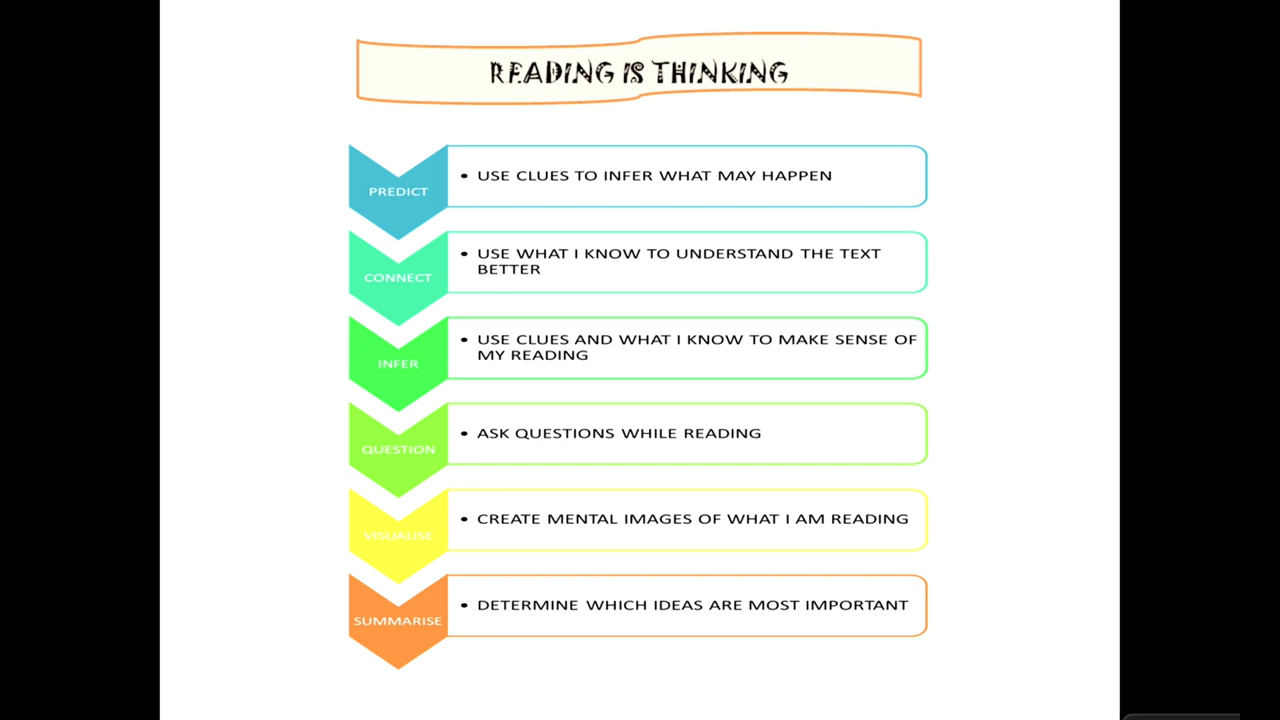 READING IS THINKING
PREDICT
• USE CLUES TO INFER WHAT MAY HAPPEN
CONNECT
• USE WHAT I KNOW TO UNDERSTAND THE TEXT
BETTER
INFER
• USE CLUES AND WHAT I KNOW TO MAKE SENSE OF
MY READING
QUESTION
• ASK QUESTIONS WHILE READING
VISUALISE
• CREATE MENTAL IMAGES OF WHAT I AM READING
SUMMARISE
• DETERMINE WHICH IDEAS ARE MOST IMPORTANT